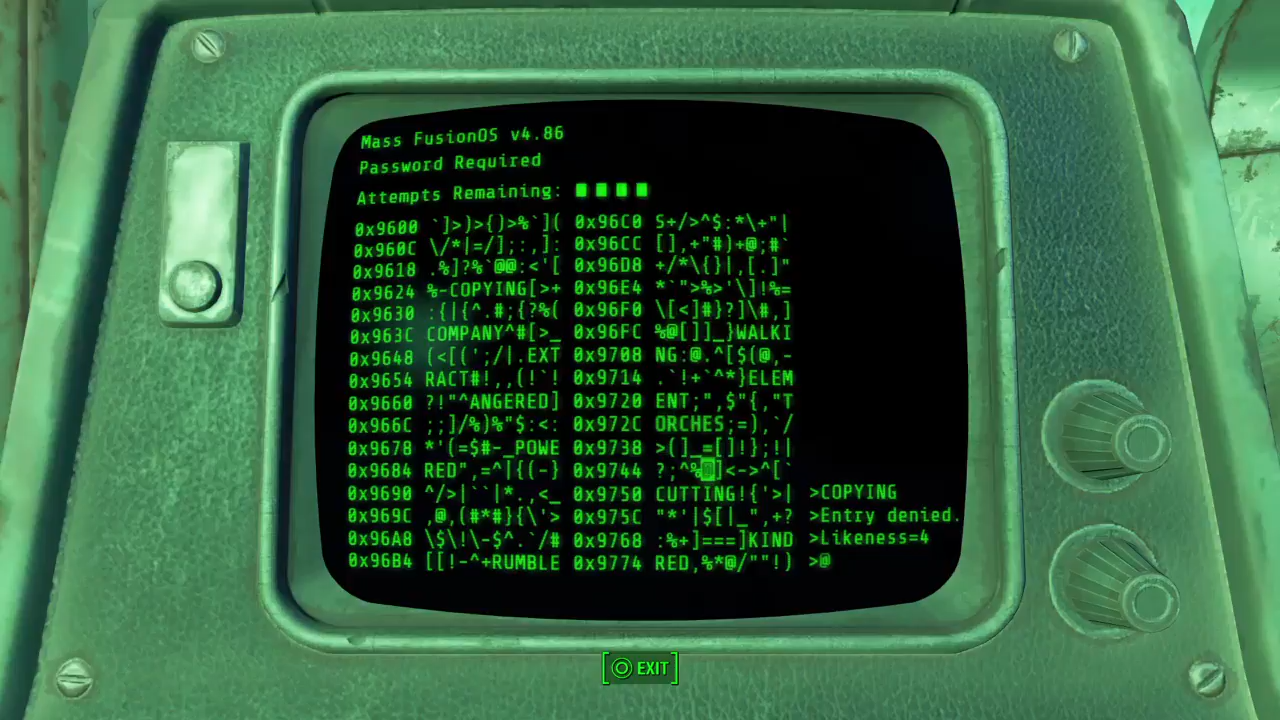 Mass FusionOS v4.86
Password Required
Attempts Remaining: ■ ■ ■ ■
0x9600 `]>)>{)>%`](
0x960C \/*|=/];:,]:
0x9618 .%]?%`@@:<'[
0x9624 %-COPYING[>+
0x9630 :{|{^.#;{?%(
0x963C COMPANY^#[>_
0x9648 (<[(';/|.EXT
0x9654 RACT#!,,(!`!
0x9660 ?!"^ANGERED]
0x966C ;;]/%)%"$:<:
0x9678 *'(=$#-_POWE
0x9684 RED",=^|{(-}
0x9690 ^/>|``|*.,<_
0x969C ,@,(#*#}{\'>
0x96A8 \$\!\-$^.`/#
0x96B4 [[!-^+RUMBLE
0x96C0 S+/>^$:*\+"|
0x96CC [],+"#)+@;#`
0x96D8 +/*\{}|,[.]"
0x96E4 *`">%>'\]!%=
0x96F0 \[<]#}?]\#,]
0x96FC %@[]]_}WALKI
0x9708 NG:@.^[$(@,-
0x9714 .`!+`^*}ELEM
0x9720 ENT;",$"{,"T
0x972C ORCHES;=),`/
0x9738 >(]_=[]!};!|
0x9744 ?;^%@]<->^[`
0x9750 CUTTING!{'>|
0x975C "*'|$[|_",+?
0x9768 :%+]===]KIND
0x9774 RED,%*@/""!)
>COPYING
>Entry denied.
>Likeness=4
>@
EXIT